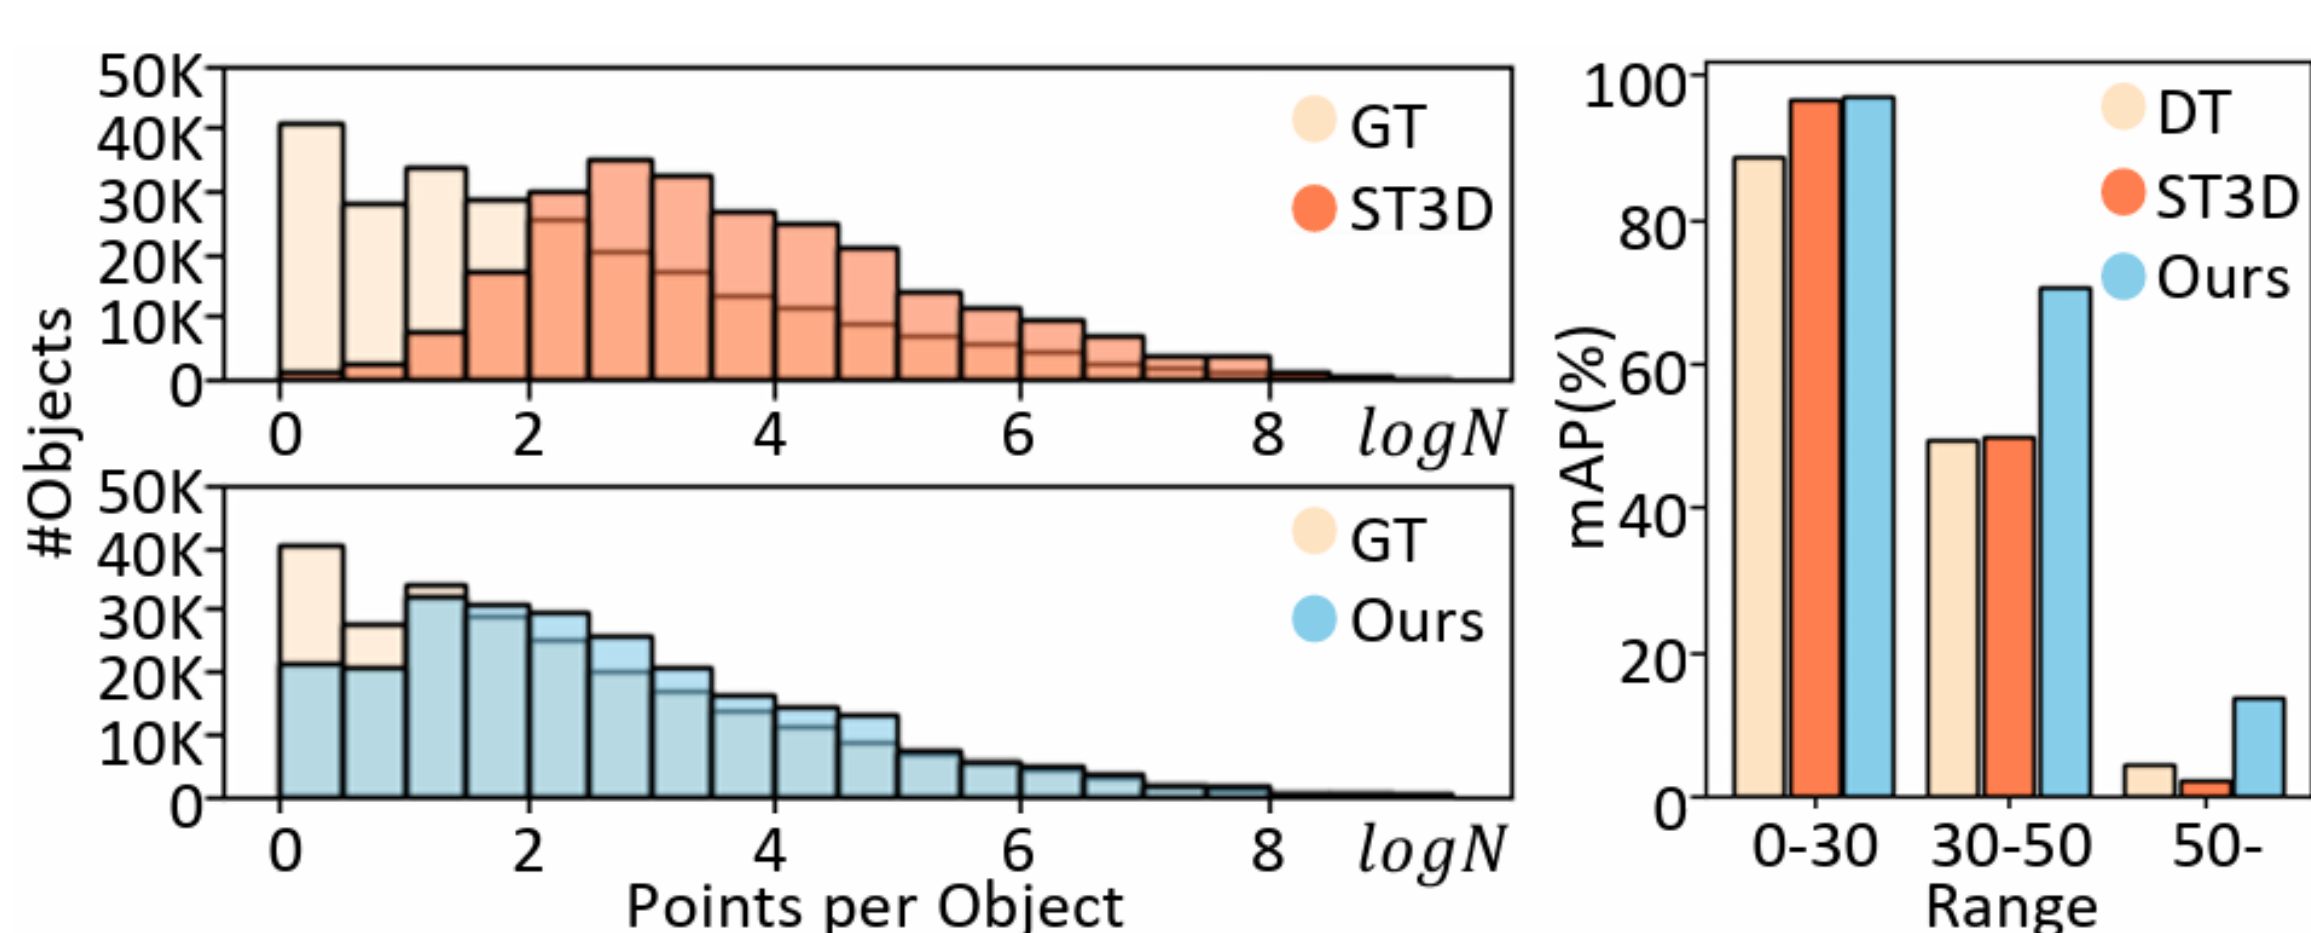 #Objects
50K
40K
30K
20K
10K
0
GT
ST3D
0 2 4 6 8 logN
50K
40K
30K
20K
10K
0
GT
Ours
0 2 4 6 8 logN
Points per Object
mAP(%)
100
80
60
40
20
0
DT
ST3D
Ours
0-30 30-50 50-
Range